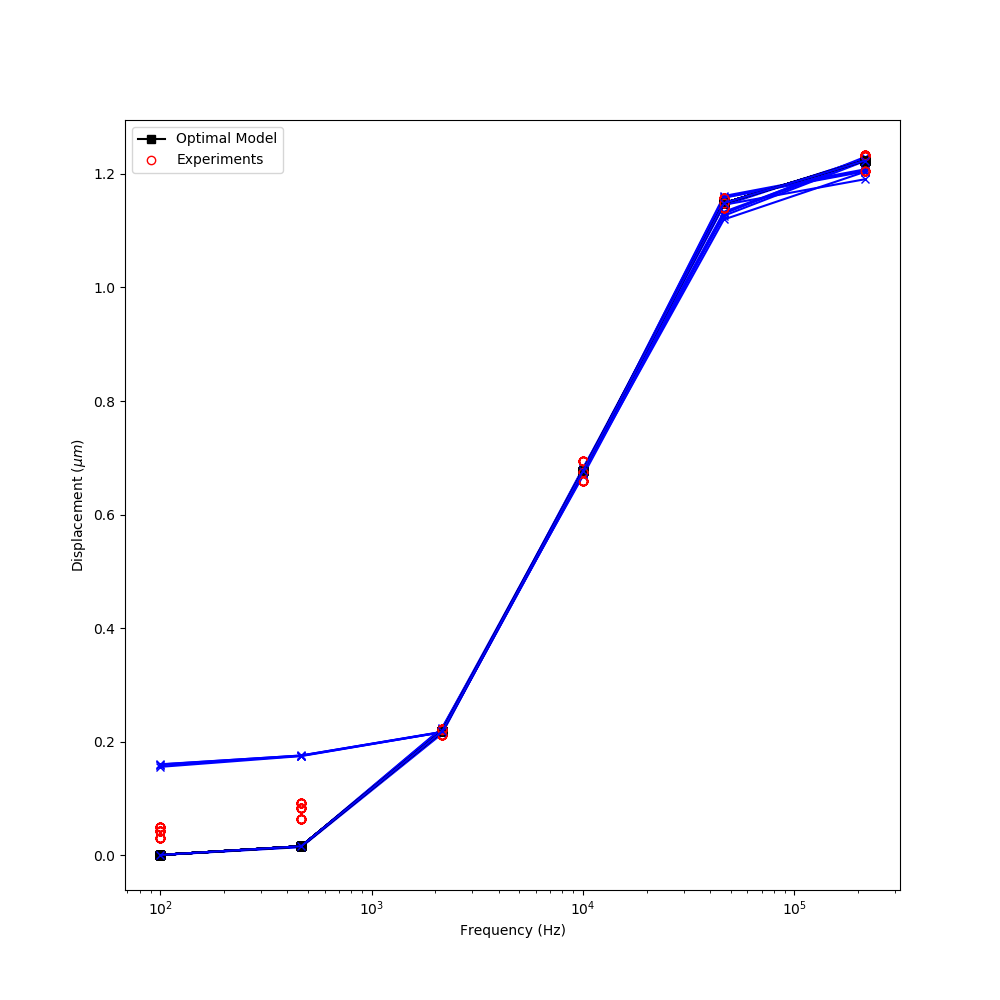 Optimal Model
Experiments
1.2
1.0
0.8
0.6
0.4
0.2
0.0
Displacement (μm)
10² 10³ 10⁴ 10⁵
Frequency (Hz)